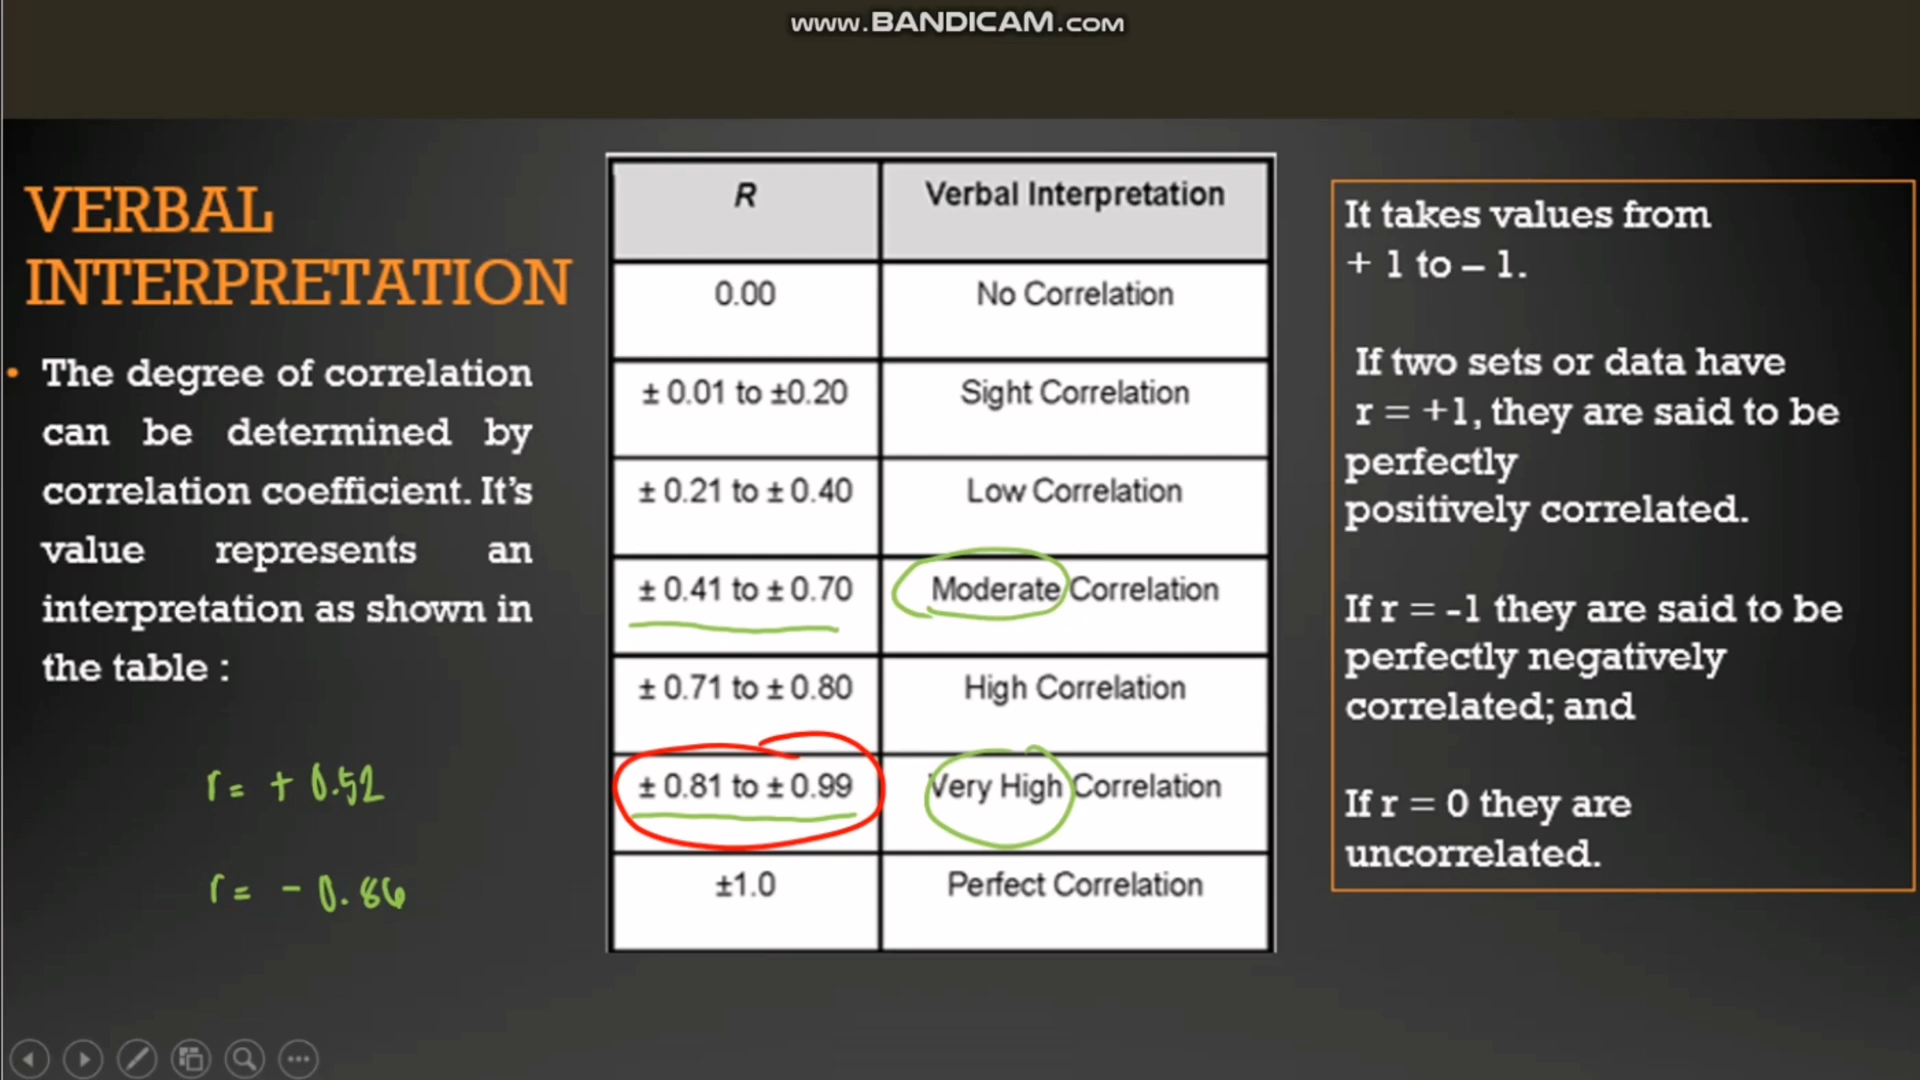 www.BANDICAM.com
VERBAL
INTERPRETATION
• The degree of correlation
can be determined by
correlation coefficient. It's
value represents an
interpretation as shown in
the table :
r = + 0.52
r = - 0.86
R Verbal Interpretation
0.00 No Correlation
± 0.01 to ±0.20 Sight Correlation
± 0.21 to ± 0.40 Low Correlation
± 0.41 to ± 0.70 Moderate Correlation
± 0.71 to ± 0.80 High Correlation
± 0.81 to ± 0.99 Very High Correlation
±1.0 Perfect Correlation
It takes values from
+ 1 to – 1.
If two sets or data have
r = +1, they are said to be
perfectly
positively correlated.
If r = -1 they are said to be
perfectly negatively
correlated; and
If r = 0 they are
uncorrelated.